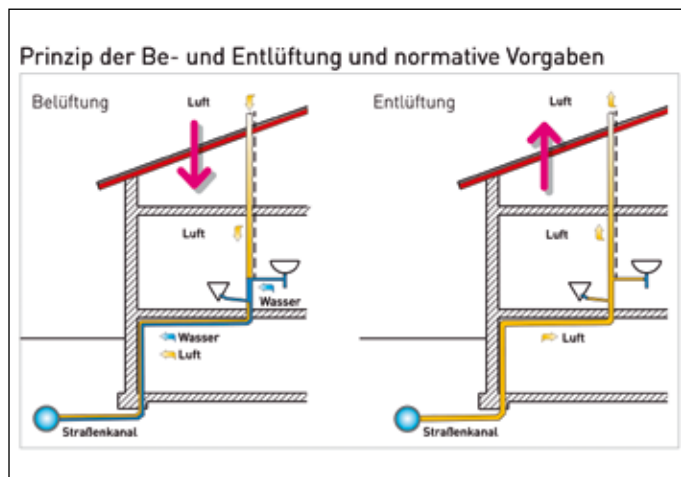 Prinzip der Be- und Entlüftung und normative Vorgaben
Belüftung
Luft
Luft
Wasser
Wasser
Luft
Straßenkanal
Entlüftung
Luft
Luft
Luft
Straßenkanal